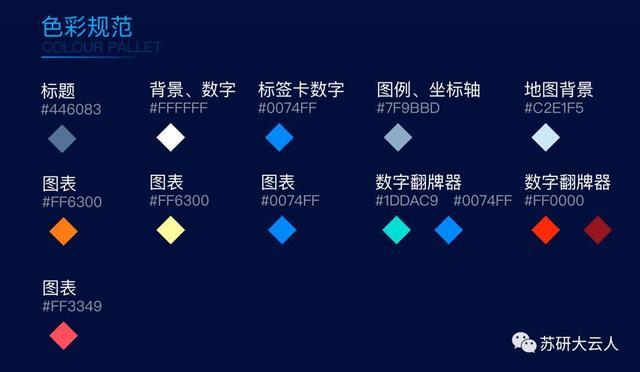 色彩规范
COLOUR PALLET
标题 背景、数字 标签卡数字 图例、坐标轴 地图背景
#446083 #FFFFFF #0074FF #7F9BBD #C2E1F5
图表 图表 图表 数字翻牌器 数字翻牌器
#FF6300 #FF6300 #0074FF #1DDAC9 #0074FF #FF0000
图表
#FF3349
苏研大云人